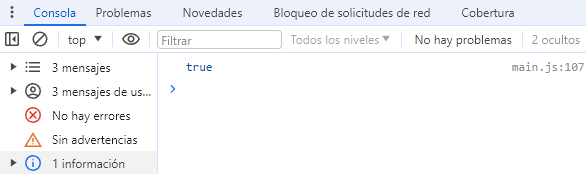 Consola Problemas Novedades Bloqueo de solicitudes de red Cobertura
top Filtrar Todos los niveles No hay problemas 2 ocultos
3 mensajes
3 mensajes de us...
No hay errores
Sin advertencias
1 información
true main.js:107